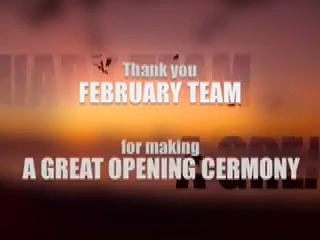 Thank you
FEBRUARY TEAM
for making
A GREAT OPENING CERMONY